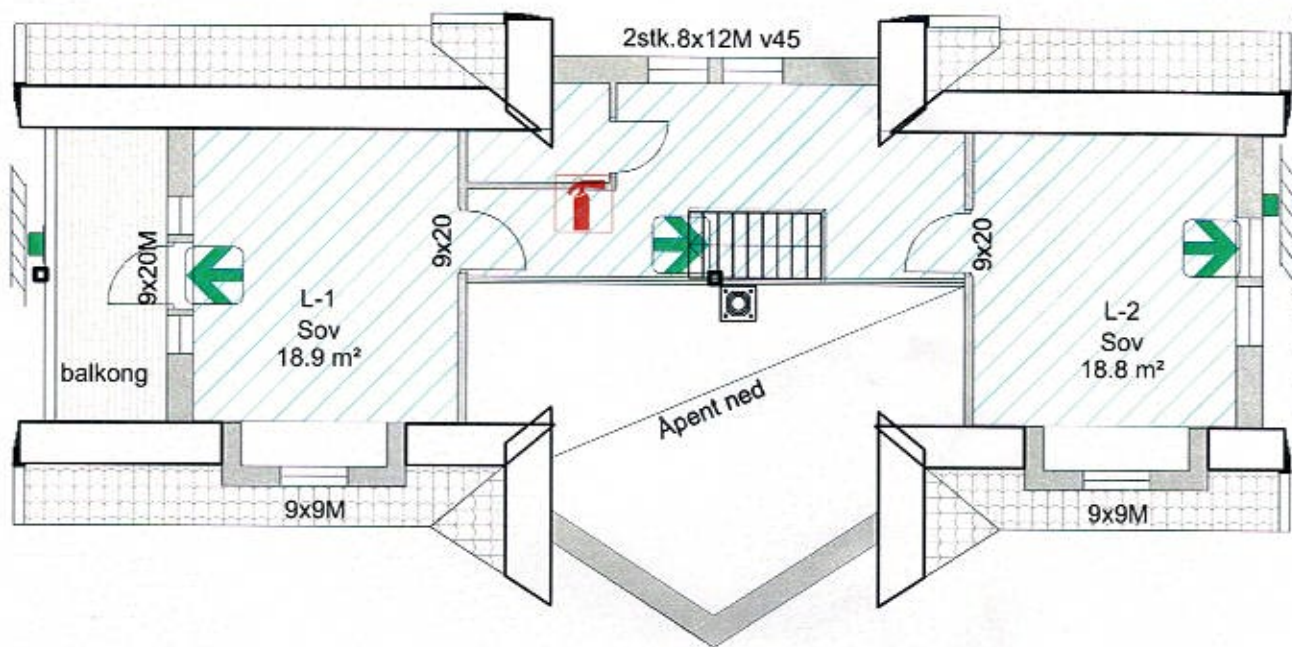 2stk.8x12M v45
9x20M
L-1
Sov
18.9 m²
9x20
9x20
L-2
Sov
18.8 m²
balkong
Åpent ned
9x9M
9x9M